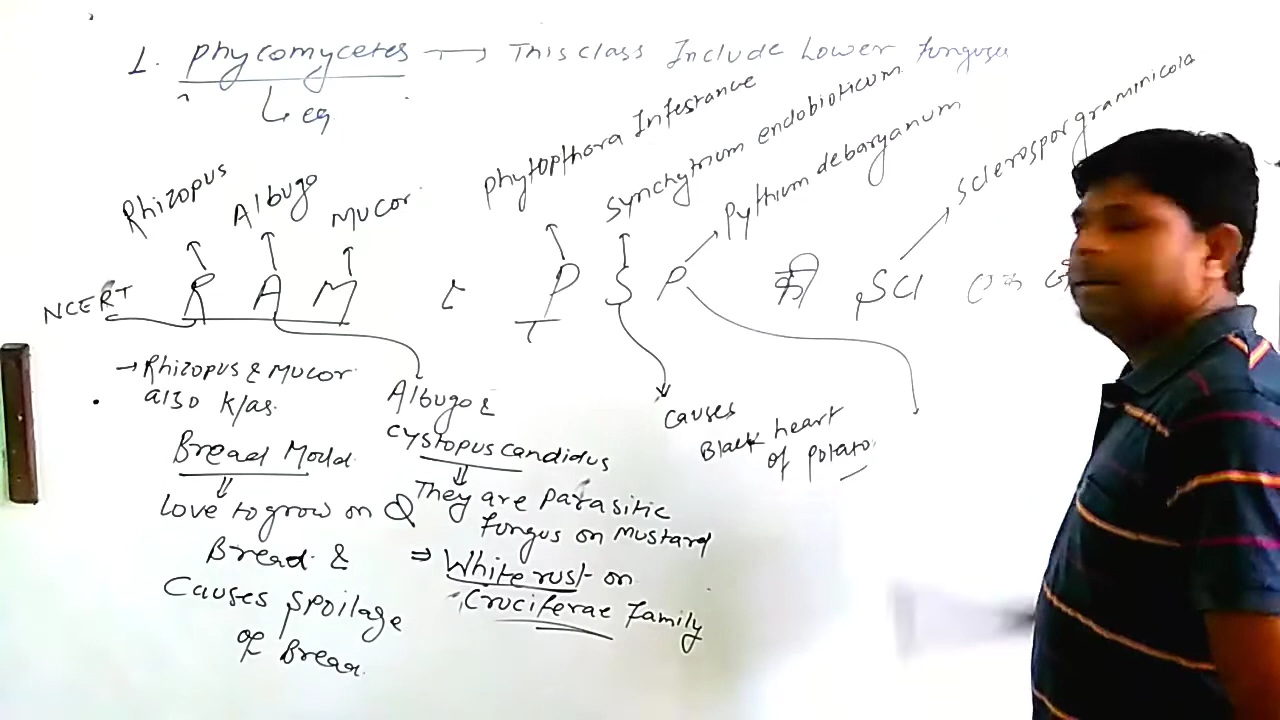 1. Phycomycetes → This class Include Lower funguses
↳ eg
Rhizopus
Albugo
Mucor
Phytopthora Infestance
Synchytrium endobioticum
Pythium debaryanum
Sclerospor graminicola
NCERT
R A M
P S P की SCl
→ Rhizopus & Mucor
also k/as.
Bread Mould
⇓
Love to grow on
Bread &
Causes spoilage
of Bread
Albugo &
cystopus candidus
⇓
They are parasitic
fungus on mustard
⇒ White rust on
Cruciferae family
causes
Black heart
of potato